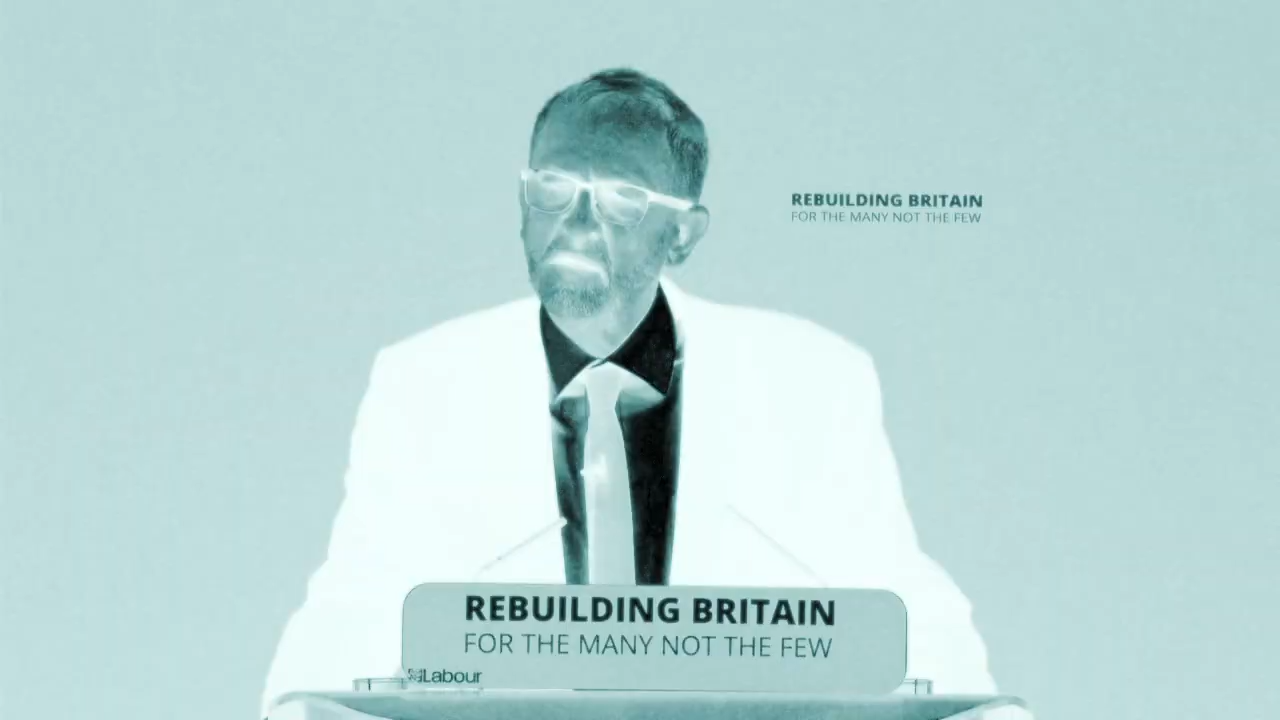 REBUILDING BRITAIN
FOR THE MANY NOT THE FEW
REBUILDING BRITAIN
FOR THE MANY NOT THE FEW
Labour